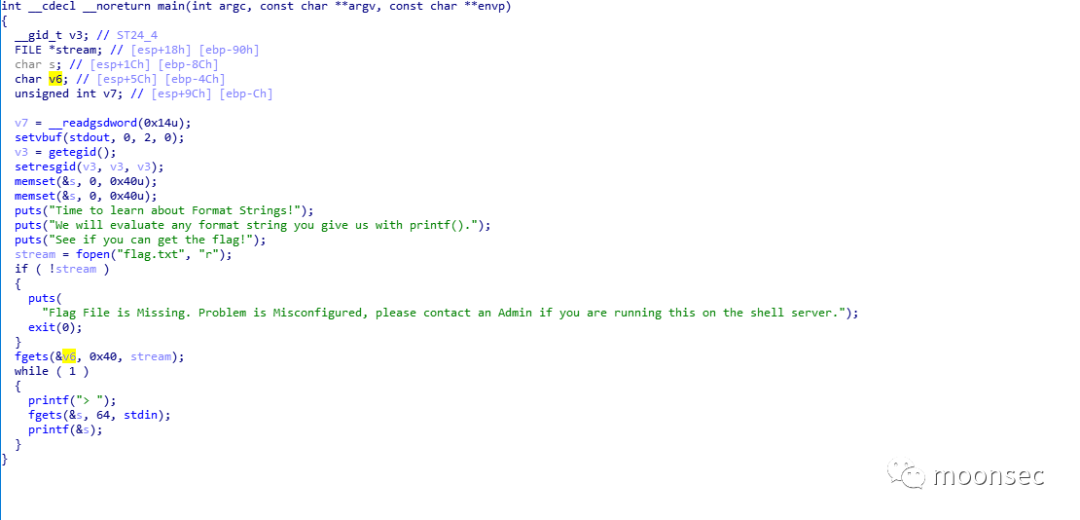 int __cdecl __noreturn main(int argc, const char **argv, const char **envp)
{
  __gid_t v3; // ST24_4
  FILE *stream; // [esp+18h] [ebp-90h]
  char s; // [esp+1Ch] [ebp-8Ch]
  char v6; // [esp+5Ch] [ebp-4Ch]
  unsigned int v7; // [esp+9Ch] [ebp-Ch]

  v7 = __readgsdword(0x14u);
  setvbuf(stdout, 0, 2, 0);
  v3 = getegid();
  setresgid(v3, v3, v3);
  memset(&s, 0, 0x40u);
  memset(&s, 0, 0x40u);
  puts("Time to learn about Format Strings!");
  puts("We will evaluate any format string you give us with printf().");
  puts("See if you can get the flag!");
  stream = fopen("flag.txt", "r");
  if ( !stream )
  {
    puts(
      "Flag File is Missing. Problem is Misconfigured, please contact an Admin if you are running this on the shell server.");
    exit(0);
  }
  fgets(&v6, 0x40, stream);
  while ( 1 )
  {
    printf("> ");
    fgets(&s, 64, stdin);
    printf(&s);
  }
}
moonsec